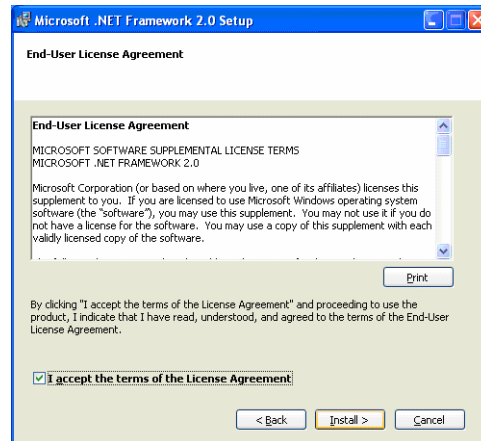 Microsoft .NET Framework 2.0 Setup
End-User License Agreement
End-User License Agreement
MICROSOFT SOFTWARE SUPPLEMENTAL LICENSE TERMS
MICROSOFT .NET FRAMEWORK 2.0
Microsoft Corporation (or based on where you live, one of its affiliates) licenses this
supplement to you. If you are licensed to use Microsoft Windows operating system
software (the "software"), you may use this supplement. You may not use it if you do
not have a license for the software. You may use a copy of this supplement with each
validly licensed copy of the software.
Print
By clicking "I accept the terms of the License Agreement" and proceeding to use the
product, I indicate that I have read, understood, and agreed to the terms of the End-User
License Agreement.
I accept the terms of the License Agreement
< Back
Install >
Cancel